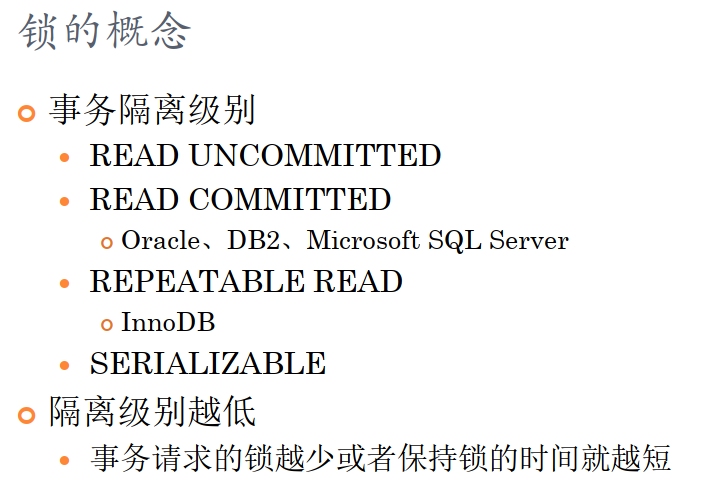 锁的概念
事务隔离级别
READ UNCOMMITTED
READ COMMITTED
Oracle、DB2、Microsoft SQL Server
REPEATABLE READ
InnoDB
SERIALIZABLE
隔离级别越低
事务请求的锁越少或者保持锁的时间就越短